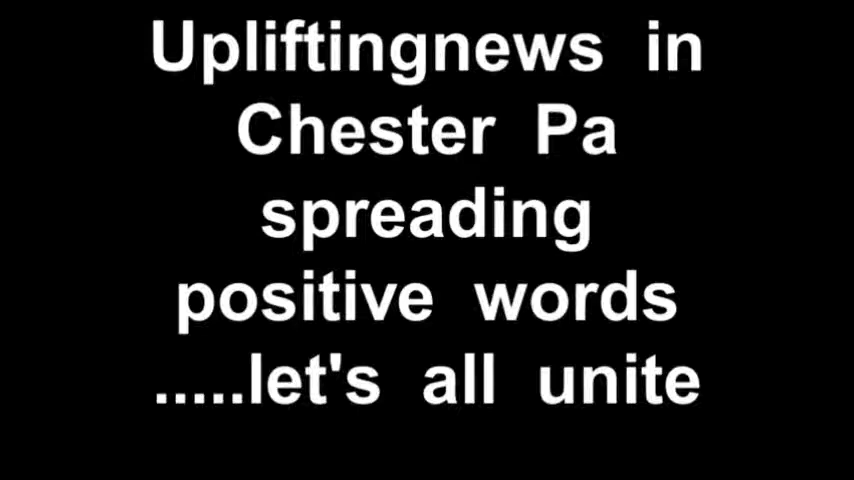 Upliftingnews in
Chester Pa
spreading
positive words
.....let's all unite